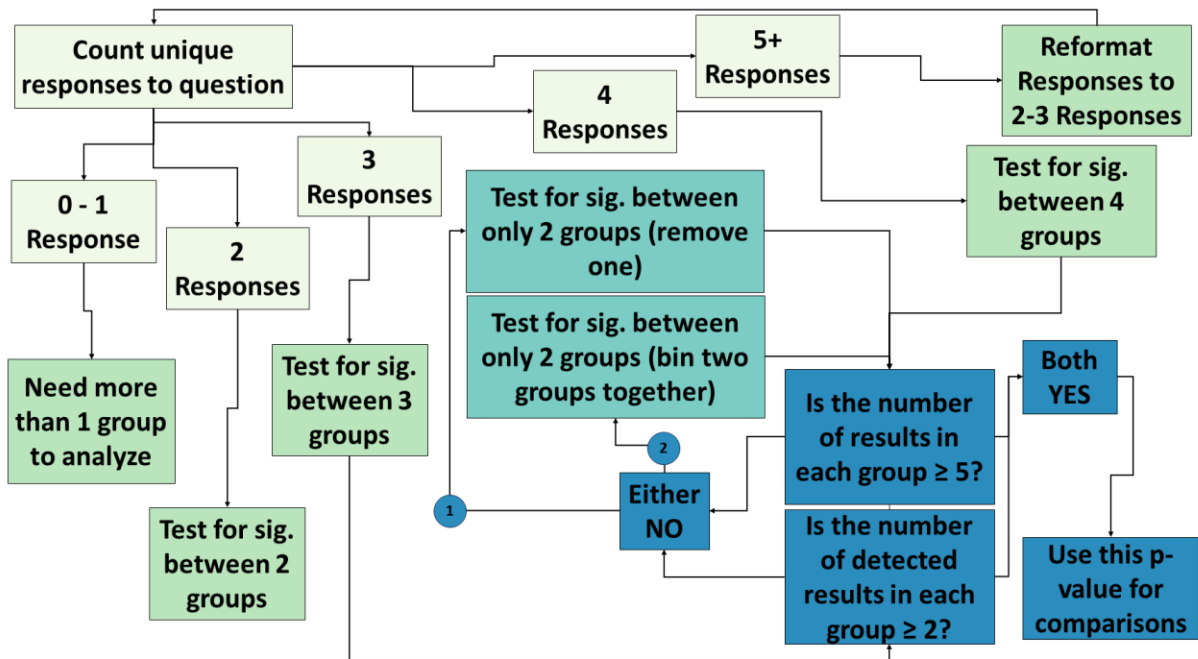 Count unique
responses to question
5+
Responses
Reformat
Responses to
2-3 Responses
4
Responses
3
Responses
0 - 1
Response
2
Responses
Test for sig. between
only 2 groups (remove
one)
Test for sig.
between 4
groups
Test for sig. between
only 2 groups (bin two
groups together)
Need more
than 1 group
to analyze
Test for sig.
between 3
groups
Is the number
of results in
each group ≥ 5?
Both
YES
2
1
Either
NO
Test for sig.
between 2
groups
Is the number
of detected
results in each
group ≥ 2?
Use this p-
value for
comparisons